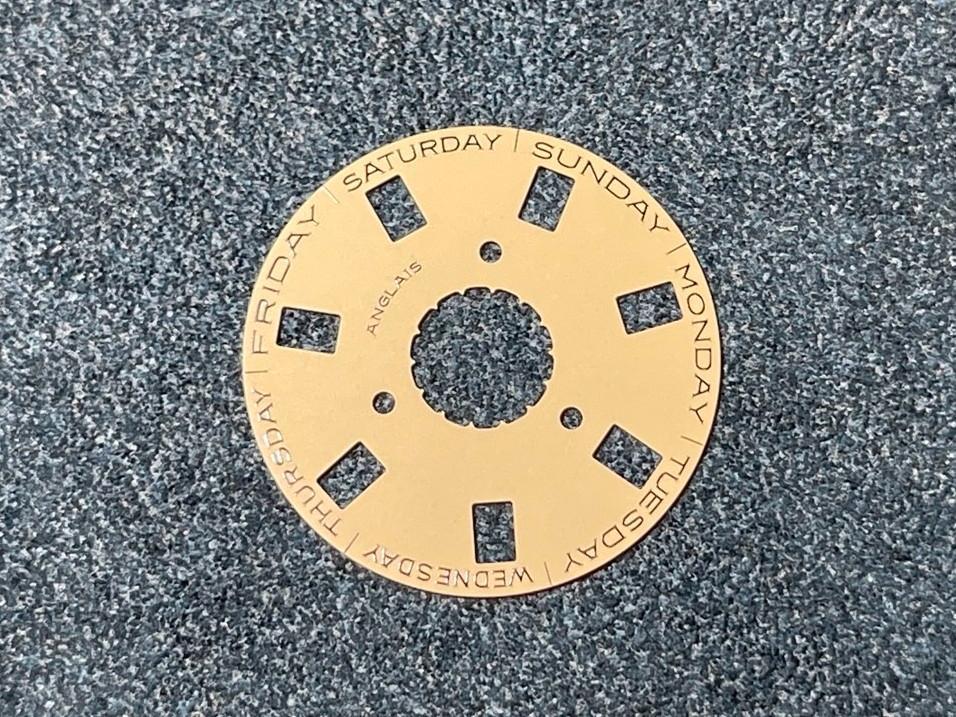 SUNDAY | MONDAY | TUESDAY | WEDNESDAY | THURSDAY | FRIDAY | SATURDAY |
ANGLAIS